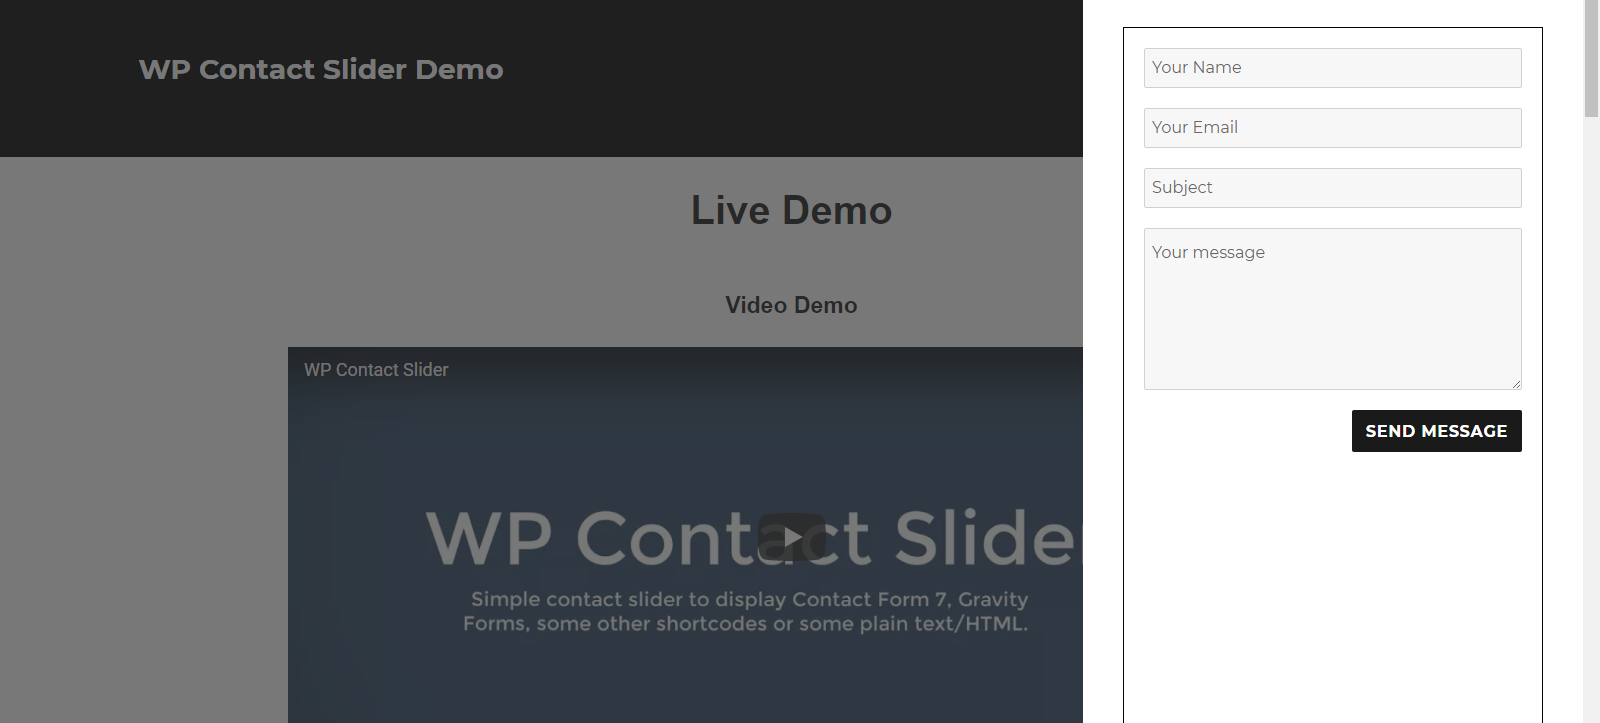 WP Contact Slider Demo
Live Demo
Video Demo
WP Contact Slider
WP Contact Slider
Simple contact slider to display Contact Form 7, Gravity
Forms, some other shortcodes or some plain text/HTML.
Your Name
Your Email
Subject
Your message
SEND MESSAGE